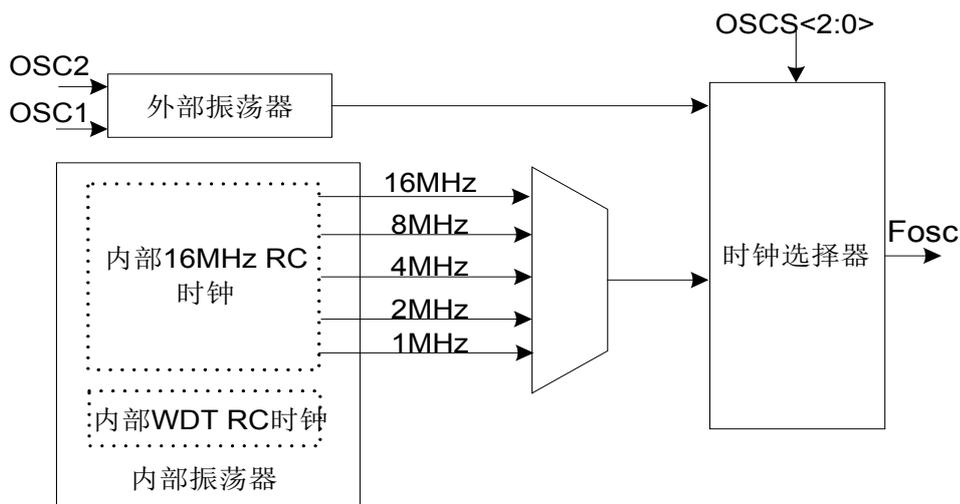 OSCS<2:0>
OSC2
OSC1
外部振荡器
16MHz
8MHz
4MHz
2MHz
1MHz
内部16MHz RC
时钟
内部WDT RC时钟
内部振荡器
时钟选择器
Fosc